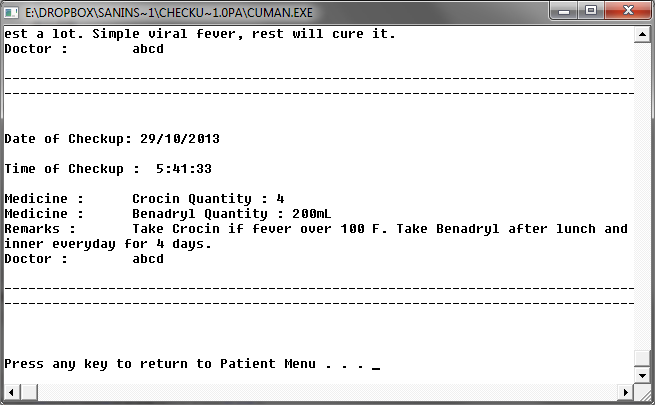 E:\DROPBOX\SANINS~1\CHECKU~1.0PA\CUMAN.EXE
est a lot. Simple viral fever, rest will cure it.
Doctor :        abcd
-------------------------------------------------------------------------------
-------------------------------------------------------------------------------
Date of Checkup: 29/10/2013
Time of Checkup :  5:41:33
Medicine :      Crocin Quantity : 4
Medicine :      Benadryl Quantity : 200mL
Remarks :       Take Crocin if fever over 100 F. Take Benadryl after lunch and
inner everyday for 4 days.
Doctor :        abcd
-------------------------------------------------------------------------------
-------------------------------------------------------------------------------
Press any key to return to Patient Menu . . . _